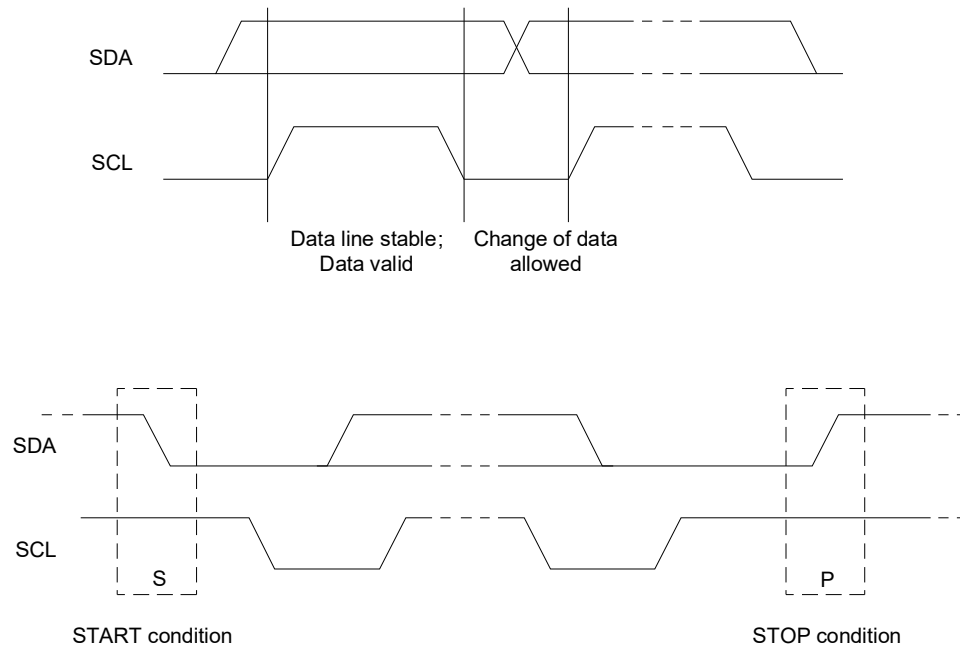 SDA
SCL
Data line stable;
Data valid
Change of data
allowed
SDA
SCL
S
P
START condition
STOP condition